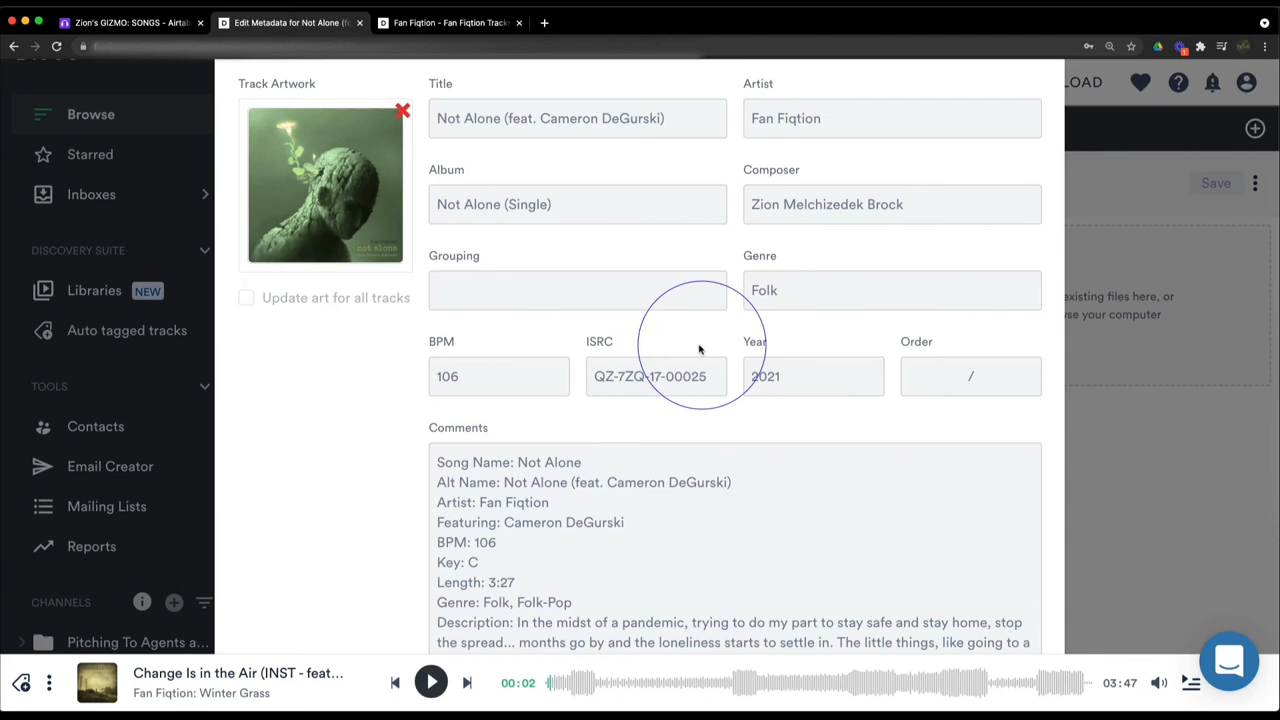 Zion's GIZMO: SONGS - Airtab
Edit Metadata for Not Alone (fe
Fan Fiqtion - Fan Fiqtion Track
LOAD
Browse
Starred
Inboxes
DISCOVERY SUITE
Libraries NEW
Auto tagged tracks
TOOLS
Contacts
Email Creator
Mailing Lists
Reports
CHANNELS
Pitching To Agents a...
Track Artwork
not alone
Update art for all tracks
Title
Not Alone (feat. Cameron DeGurski)
Artist
Fan Fiqtion
Album
Not Alone (Single)
Composer
Zion Melchizedek Brock
Grouping
Genre
Folk
BPM
106
ISRC
QZ-7ZQ-17-00025
Year
2021
Order
/
Comments
Song Name: Not Alone
Alt Name: Not Alone (feat. Cameron DeGurski)
Artist: Fan Fiqtion
Featuring: Cameron DeGurski
BPM: 106
Key: C
Length: 3:27
Genre: Folk, Folk-Pop
Description: In the midst of a pandemic, trying to do my part to stay safe and stay home, stop
the spread... months go by and the loneliness starts to settle in. The little things, like going to a
Save
existing files here, or
wse your computer
Change Is in the Air (INST - feat...
Fan Fiqtion: Winter Grass
00:02
03:47